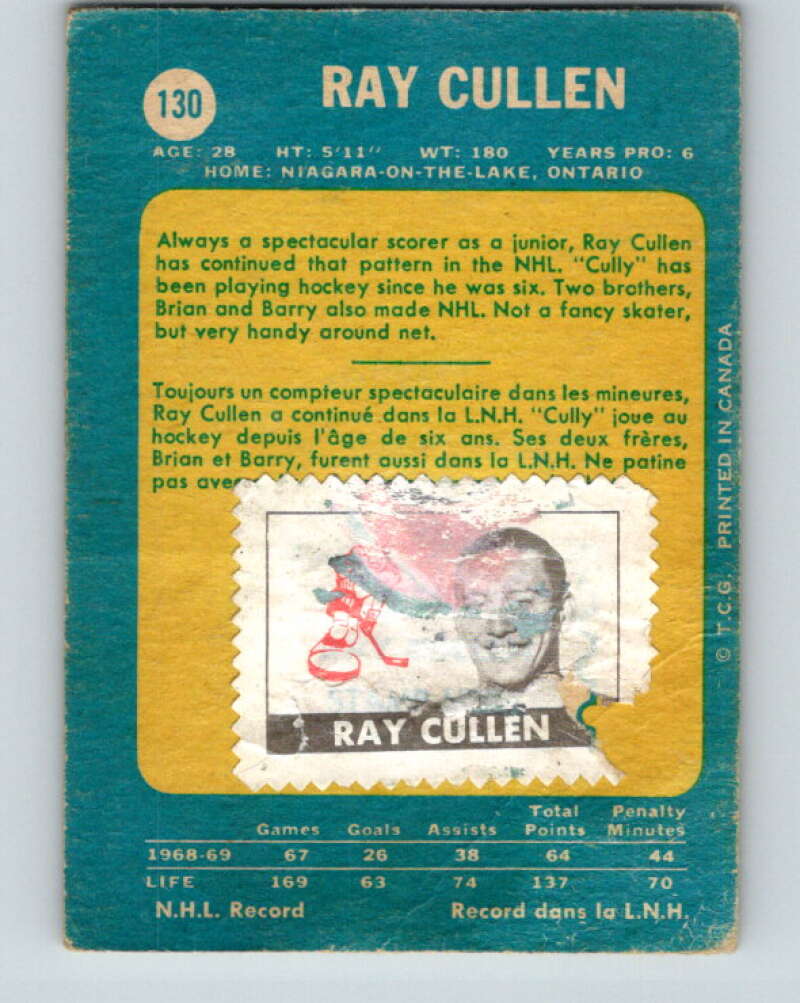 130
RAY CULLEN
AGE: 28 HT: 5'11" WT: 180 YEARS PRO: 6
HOME: NIAGARA-ON-THE-LAKE, ONTARIO
Always a spectacular scorer as a junior, Ray Cullen
has continued that pattern in the NHL. "Cully" has
been playing hockey since he was six. Two brothers,
Brian and Barry also made NHL. Not a fancy skater,
but very handy around net.
Toujours un compteur spectaculaire dans les mineures,
Ray Cullen a continué dans la L.N.H. "Cully" joue au
hockey depuis l'âge de six ans. Ses deux frères,
Brian et Barry, furent aussi dans la L.N.H. Ne patine
pas
RAY CULLEN
© T.C.G. PRINTED IN CANADA
Games Goals Assists Total Points Penalty Minutes
1968-69 67 26 38 64 44
LIFE 169 63 74 137 70
N.H.L. Record Record dans la L.N.H.